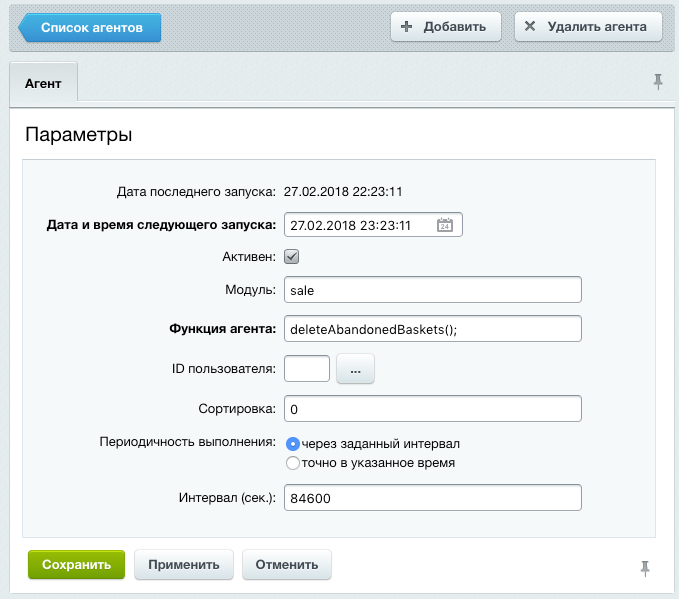 Список агентов
Добавить
Удалить агента
Агент
Параметры
Дата последнего запуска: 27.02.2018 22:23:11
Дата и время следующего запуска: 27.02.2018 23:23:11 24
Активен:
Модуль: sale
Функция агента: deleteAbandonedBaskets();
ID пользователя: ...
Сортировка: 0
Периодичность выполнения: через заданный интервал
точно в указанное время
Интервал (сек.): 84600
Сохранить Применить Отменить